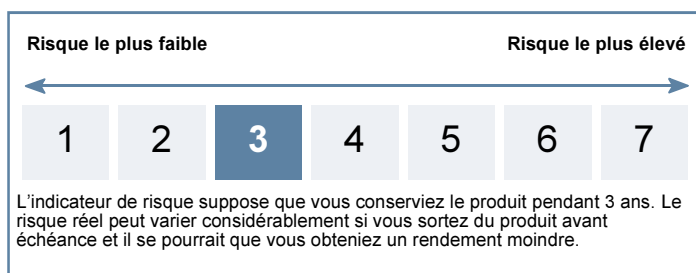 Risque le plus faible Risque le plus élevé
1 2 3 4 5 6 7
L'indicateur de risque suppose que vous conserviez le produit pendant 3 ans. Le
risque réel peut varier considérablement si vous sortez du produit avant
échéance et il se pourrait que vous obteniez un rendement moindre.